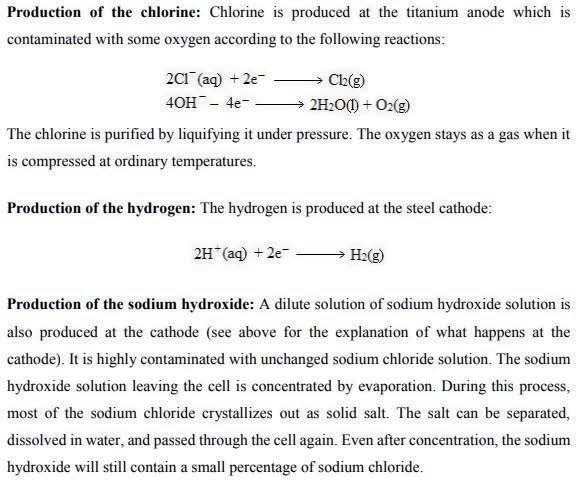 Production of the chlorine: Chlorine is produced at the titanium anode which is
contaminated with some oxygen according to the following reactions:
2Cl⁻(aq) + 2e⁻ ⟶ Cl₂(g)
4OH⁻ − 4e⁻ ⟶ 2H₂O(l) + O₂(g)
The chlorine is purified by liquifying it under pressure. The oxygen stays as a gas when it
is compressed at ordinary temperatures.
Production of the hydrogen: The hydrogen is produced at the steel cathode:
2H⁺(aq) + 2e⁻ ⟶ H₂(g)
Production of the sodium hydroxide: A dilute solution of sodium hydroxide solution is
also produced at the cathode (see above for the explanation of what happens at the
cathode). It is highly contaminated with unchanged sodium chloride solution. The sodium
hydroxide solution leaving the cell is concentrated by evaporation. During this process,
most of the sodium chloride crystallizes out as solid salt. The salt can be separated,
dissolved in water, and passed through the cell again. Even after concentration, the sodium
hydroxide will still contain a small percentage of sodium chloride.